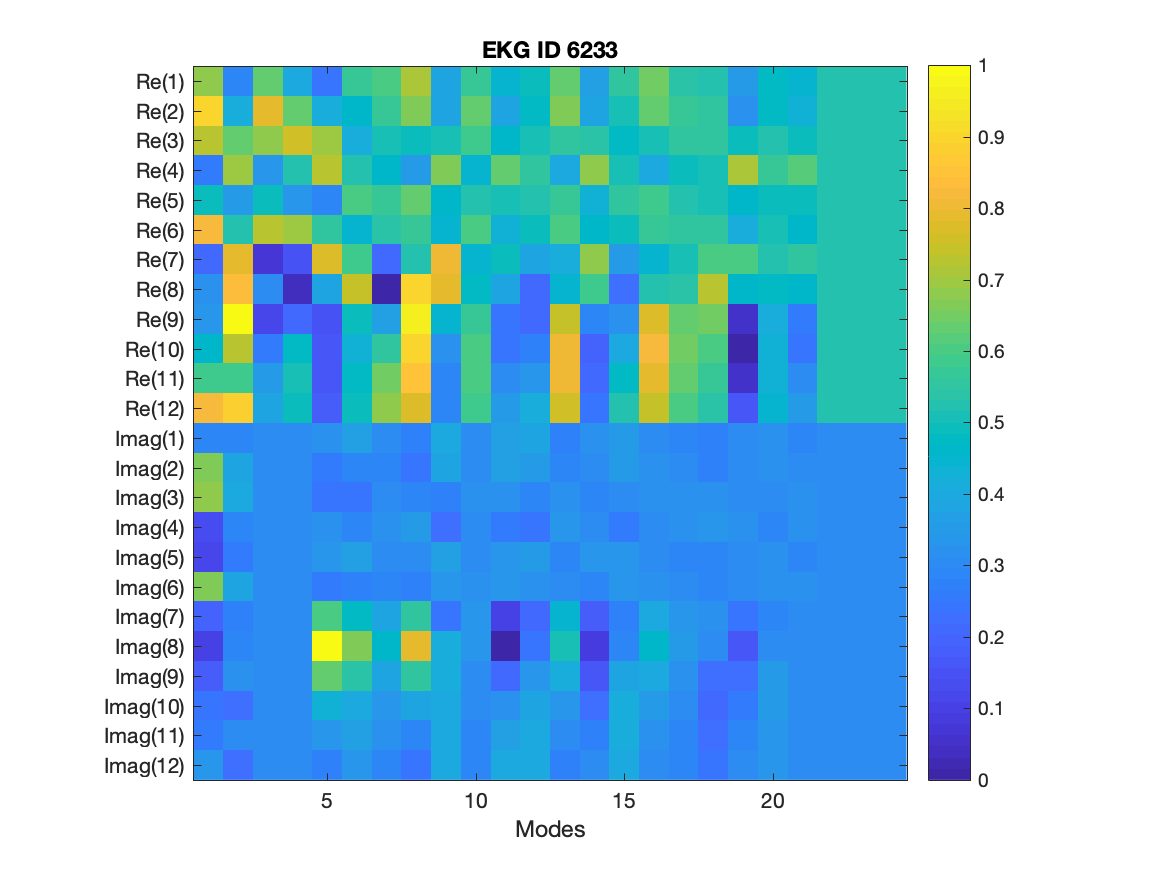 EKG ID 6233
Re(1)
Re(2)
Re(3)
Re(4)
Re(5)
Re(6)
Re(7)
Re(8)
Re(9)
Re(10)
Re(11)
Re(12)
Imag(1)
Imag(2)
Imag(3)
Imag(4)
Imag(5)
Imag(6)
Imag(7)
Imag(8)
Imag(9)
Imag(10)
Imag(11)
Imag(12)
5 10 15 20
Modes
1
0.9
0.8
0.7
0.6
0.5
0.4
0.3
0.2
0.1
0